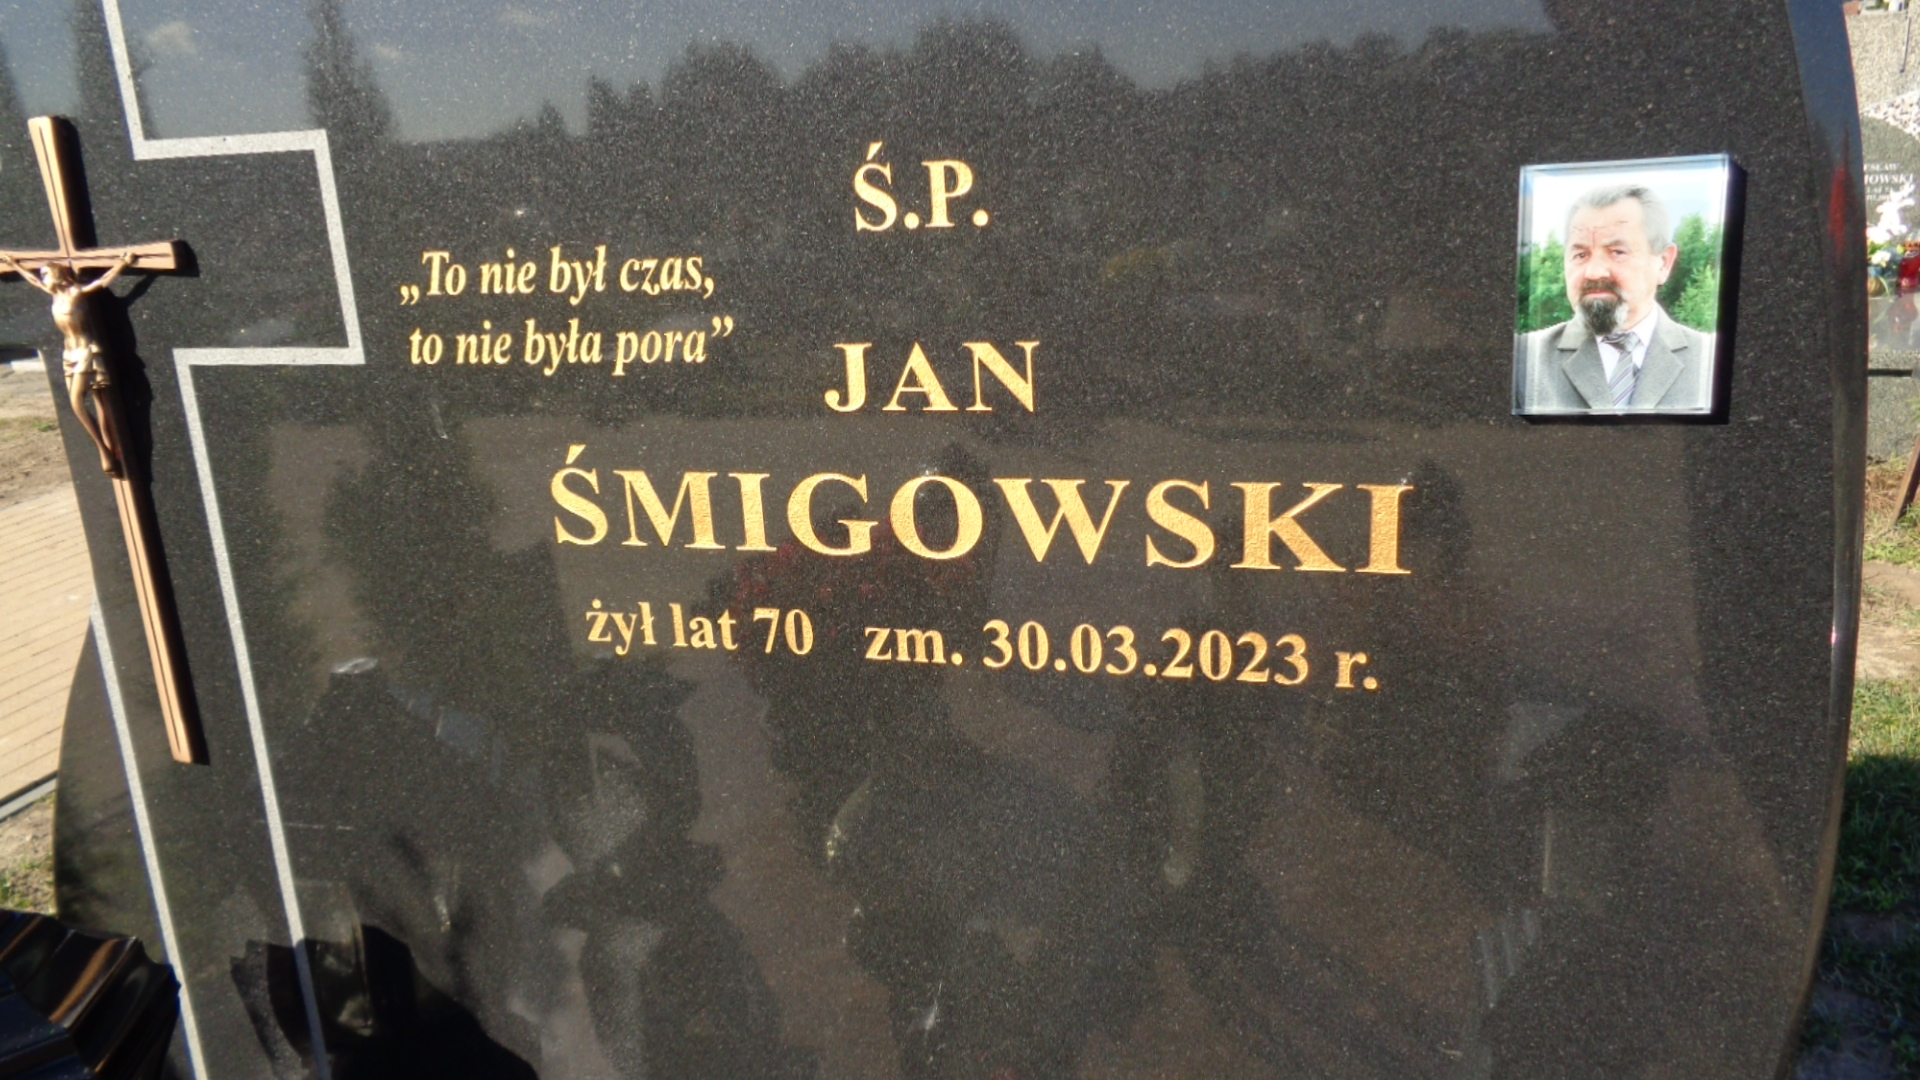 Ś.P.
„To nie był czas,
to nie była pora”
JAN
ŚMIGOWSKI
żył lat 70 zm. 30.03.2023 r.